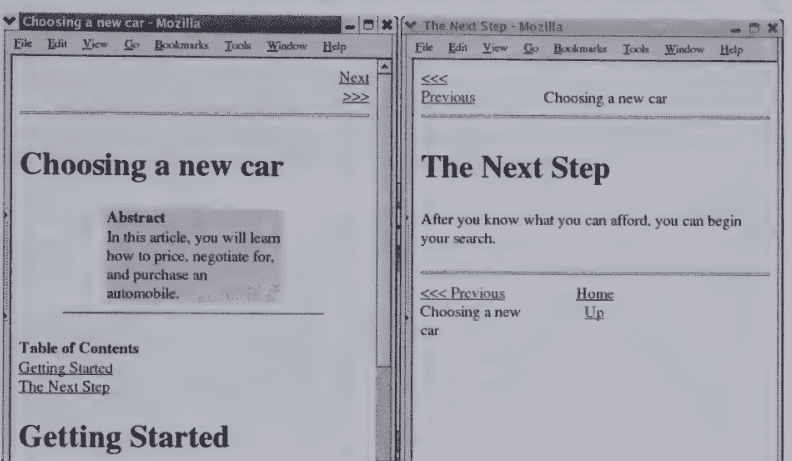 Choosing a new car - Mozilla
File Edit View Go Bookmarks Tools Window Help
Next
>>>
Choosing a new car
Abstract
In this article, you will learn
how to price, negotiate for,
and purchase an
automobile.
Table of Contents
Getting Started
The Next Step
Getting Started
The Next Step - Mozilla
File Edit View Go Bookmarks Tools Window Help
<<<
Previous Choosing a new car
The Next Step
After you know what you can afford, you can begin
your search.
<<< Previous Home
Choosing a new Up
car